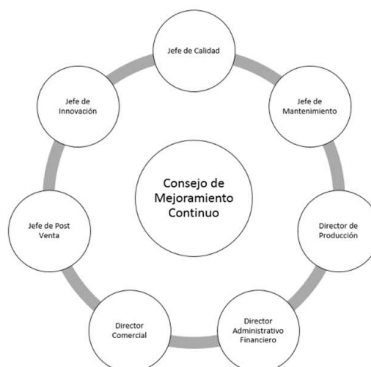 Jefe de Calidad
Jefe de
Mantenimiento
Director de
Producción
Director
Administrativo
Financiero
Director
Comercial
Jefe de Post
Venta
Jefe de
Innovación
Consejo de
Mejoramiento
Continuo